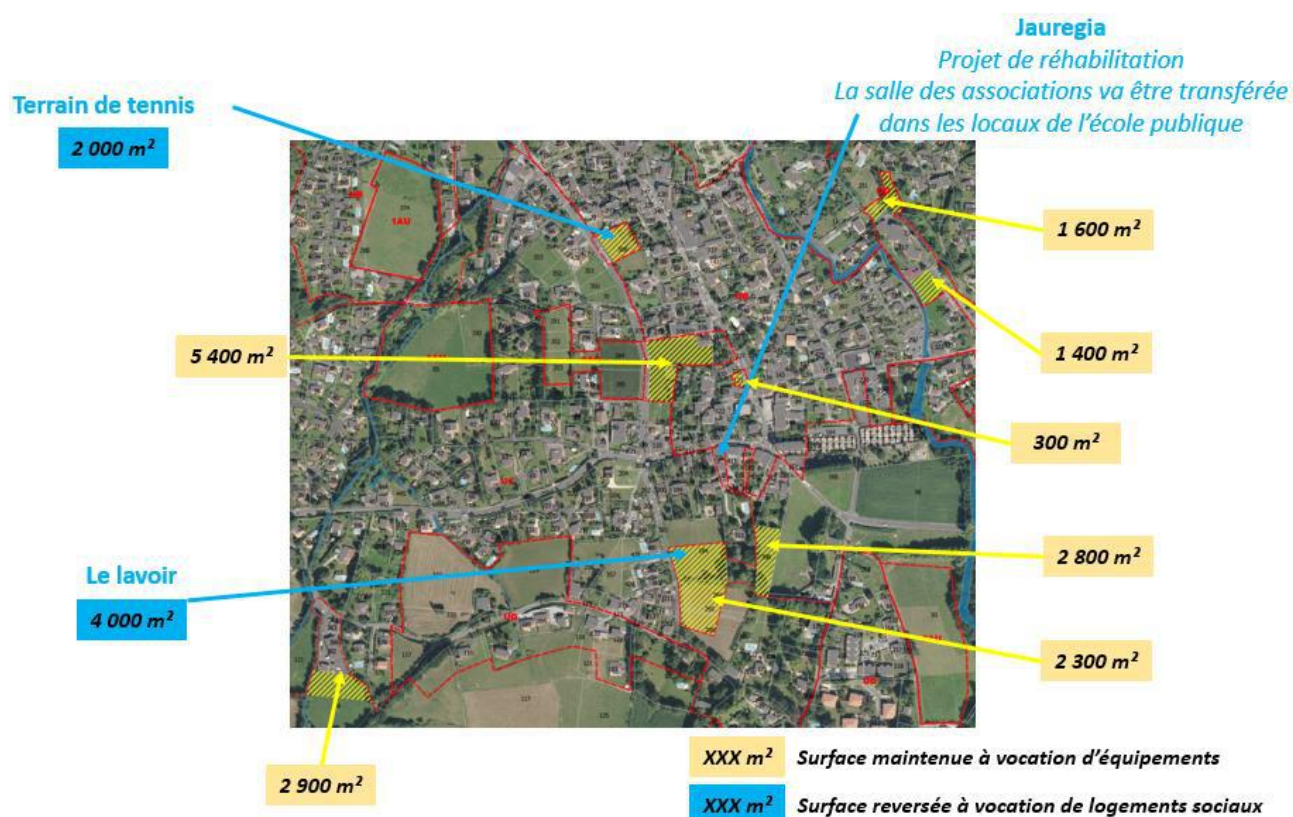 Jauregia
Projet de réhabilitation
La salle des associations va être transférée
dans les locaux de l'école publique
Terrain de tennis
2 000 m²
1 600 m²
1AU
5 400 m²
1 400 m²
300 m²
2 800 m²
Le lavoir
4 000 m²
2 300 m²
2 900 m²
XXX m² Surface maintenue à vocation d'équipements
XXX m² Surface reversée à vocation de logements sociaux